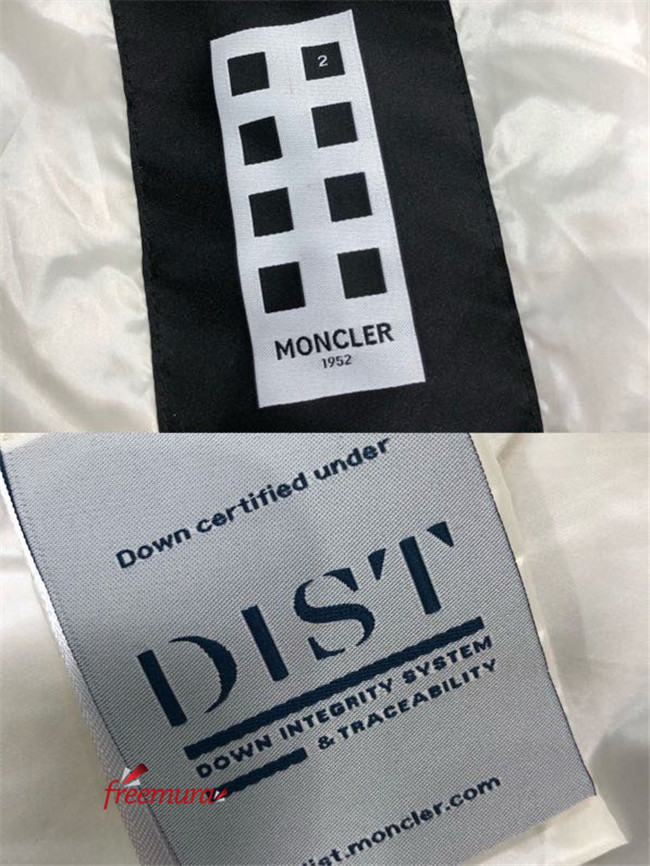 2
MONCLER
1952
Down certified under
DIST
DOWN INTEGRITY SYSTEM
& TRACEABILITY
freemura
dist.moncler.com